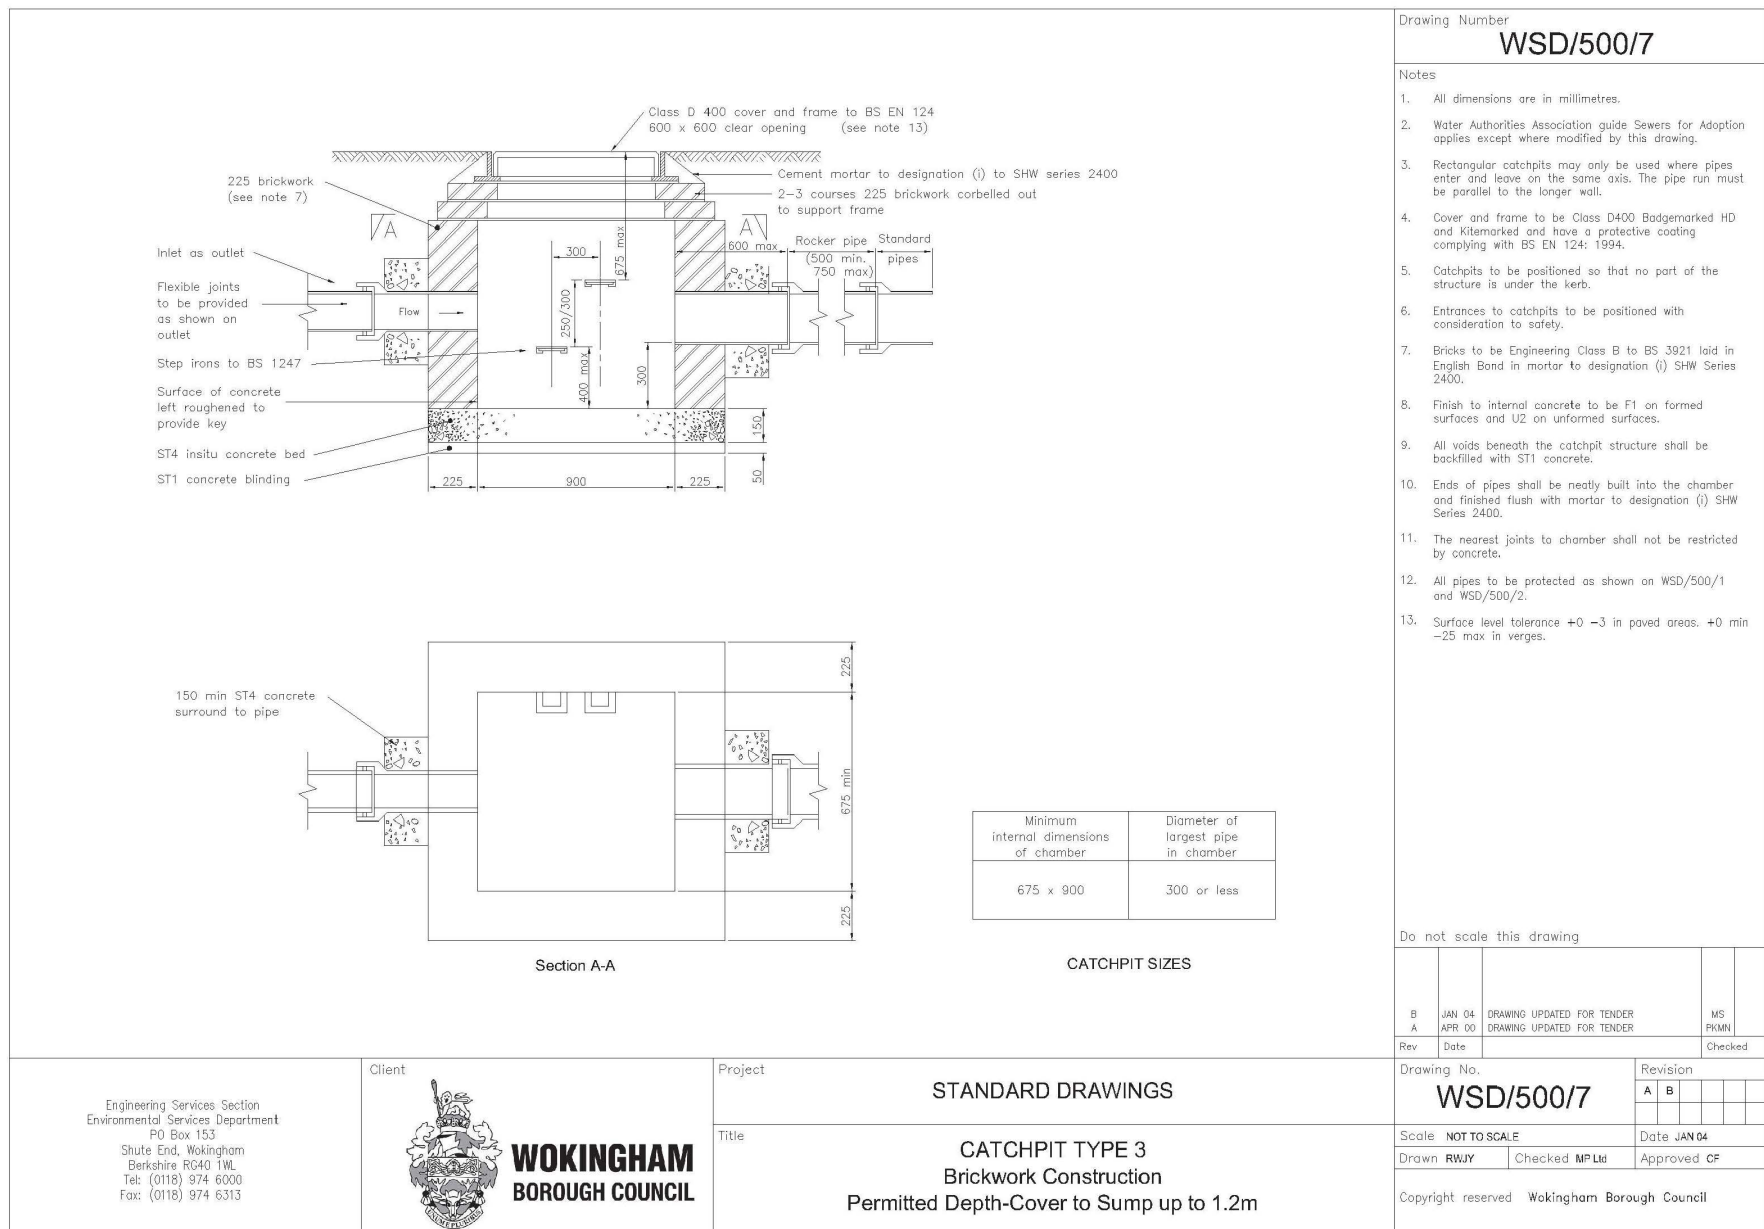 Drawing Number
WSD/500/7
Notes
1. All dimensions are in millimetres.
2. Water Authorities Association guide Sewers for Adoption
applies except where modified by this drawing.
3. Rectangular catchpits may only be used where pipes
enter and leave on the same axis. The pipe run must
be parallel to the longer wall.
4. Cover and frame to be Class D400 Badgemarked HD
and Kitemarked and have a protective coating
complying with BS EN 124: 1994.
5. Catchpits to be positioned so that no part of the
structure is under the kerb.
6. Entrances to catchpits to be positioned with
consideration to safety.
7. Bricks to be Engineering Class B to BS 3921 laid in
English Bond in mortar to designation (i) SHW Series
2400.
8. Finish to internal concrete to be F1 on formed
surfaces and U2 on unformed surfaces.
9. All voids beneath the catchpit structure shall be
backfilled with ST1 concrete.
10. Ends of pipes shall be neatly built into the chamber
and finished flush with mortar to designation (i) SHW
Series 2400.
11. The nearest joints to chamber shall not be restricted
by concrete.
12. All pipes to be protected as shown on WSD/500/1
and WSD/500/2.
13. Surface level tolerance +0 -3 in paved areas. +0 min
-25 max in verges.
Class D 400 cover and frame to BS EN 124
600 x 600 clear opening (see note 13)
Cement mortar to designation (i) to SHW series 2400
2-3 courses 225 brickwork corbelled out
to support frame
225 brickwork
(see note 7)
A
A
Inlet as outlet
Flexible joints
to be provided
as shown on
outlet
Flow
Step irons to BS 1247
Surface of concrete
left roughened to
provide key
ST4 insitu concrete bed
ST1 concrete blinding
600 max
Rocker pipe
(500 min.
750 max)
Standard
pipes
300
675 max
250/300
400 max
300
150
50
225
900
225
150 min ST4 concrete
surround to pipe
225
675 min
225
Section A-A
Minimum
internal dimensions
of chamber
Diameter of
largest pipe
in chamber
675 x 900
300 or less
CATCHPIT SIZES
Do not scale this drawing
B JAN 04 DRAWING UPDATED FOR TENDER MS
A APR 00 DRAWING UPDATED FOR TENDER PKMN
Rev Date Checked
Engineering Services Section
Environmental Services Department
PO Box 153
Shute End, Wokingham
Berkshire RG40 1WL
Tel: (0118) 974 6000
Fax: (0118) 974 6313
Client
E UNUM E PLURIBUS
WOKINGHAM
BOROUGH COUNCIL
Project
STANDARD DRAWINGS
Title
CATCHPIT TYPE 3
Brickwork Construction
Permitted Depth-Cover to Sump up to 1.2m
Drawing No.
WSD/500/7
Revision
A B
Scale NOT TO SCALE
Date JAN 04
Drawn RWJY
Checked MP Ltd
Approved CF
Copyright reserved Wokingham Borough Council